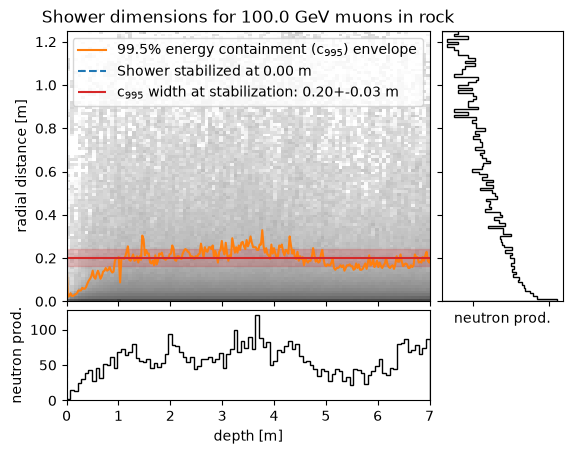 Shower dimensions for 100.0 GeV muons in rock
99.5% energy containment (c₉₉₅) envelope
Shower stabilized at 0.00 m
c₉₉₅ width at stabilization: 0.20+-0.03 m
radial distance [m]
1.2
1.0
0.8
0.6
0.4
0.2
0.0
neutron prod.
neutron prod.
100
50
0
0 1 2 3 4 5 6 7
depth [m]